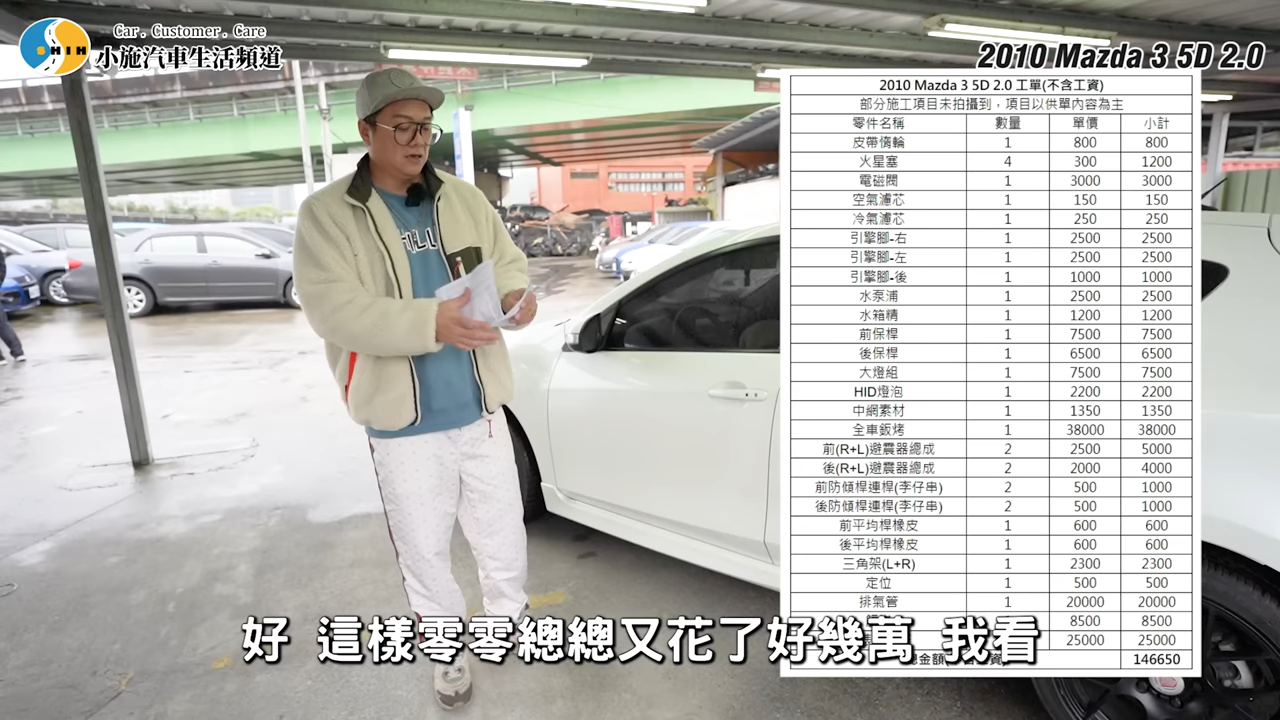 Car. Customer. Care
SHIH
小施汽車生活頻道
2010 Mazda 3 5D 2.0
2010 Mazda 3 5D 2.0 工單(不含工資)
部分施工項目未拍攝到，項目以供單內容為主
零件名稱 數量 單價 小計
皮帶惰輪 1 800 800
火星塞 4 300 1200
電磁閥 1 3000 3000
空氣濾芯 1 150 150
冷氣濾芯 1 250 250
引擎腳-右 1 2500 2500
引擎腳-左 1 2500 2500
引擎腳-後 1 1000 1000
水泵浦 1 2500 2500
水箱精 1 1200 1200
前保桿 1 7500 7500
後保桿 1 6500 6500
大燈組 1 7500 7500
HID燈泡 1 2200 2200
中網素材 1 1350 1350
全車鈑烤 1 38000 38000
前(R+L)避震器總成 2 2500 5000
後(R+L)避震器總成 2 2000 4000
前防傾桿連桿(李仔串) 2 500 1000
後防傾桿連桿(李仔串) 2 500 1000
前平均桿橡皮 1 600 600
後平均桿橡皮 1 600 600
三角架(L+R) 1 2300 2300
定位 1 500 500
排氣管 1 20000 20000
8500 8500
25000 25000
總金額 146650
好 這樣零零總總又花了好幾萬 我看